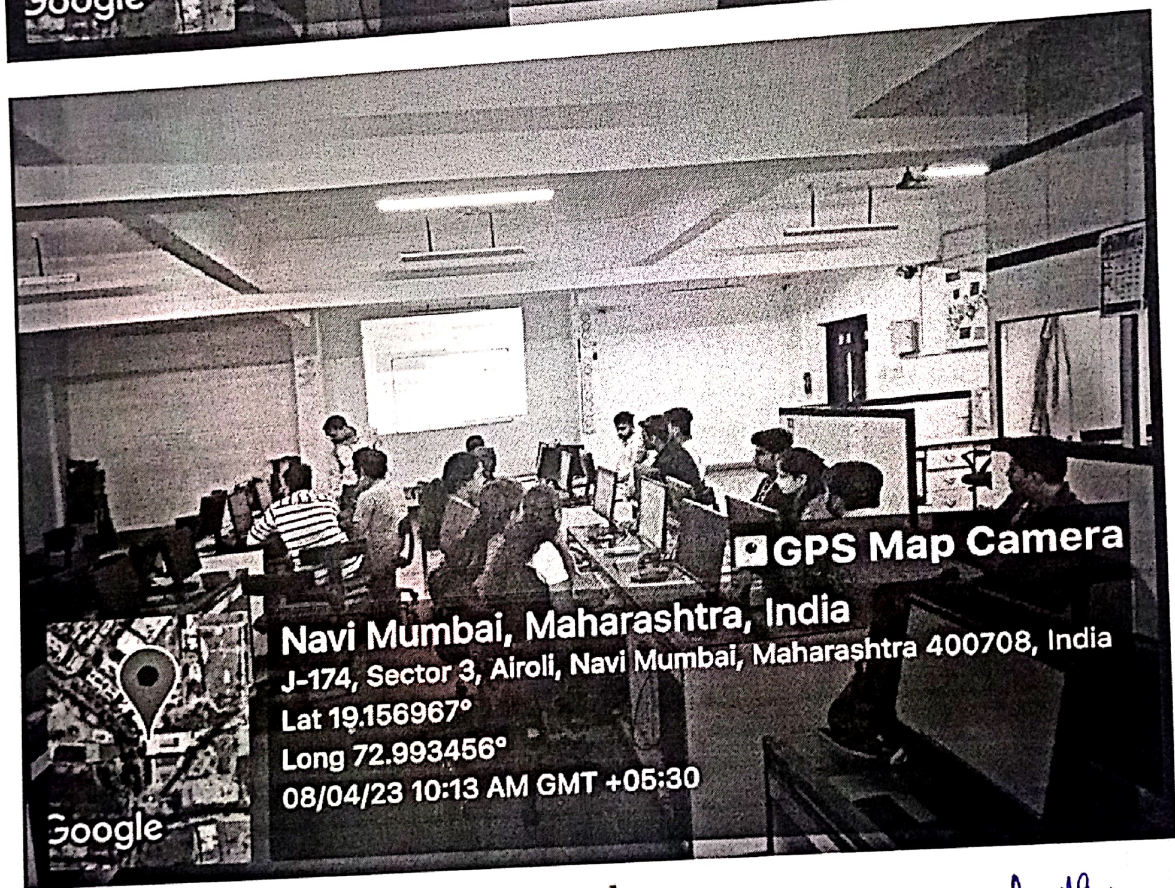 Google
GPS Map Camera
Navi Mumbai, Maharashtra, India
J-174, Sector 3, Airoli, Navi Mumbai, Maharashtra 400708, India
Lat 19.156967°
Long 72.993456°
08/04/23 10:13 AM GMT +05:30
Google